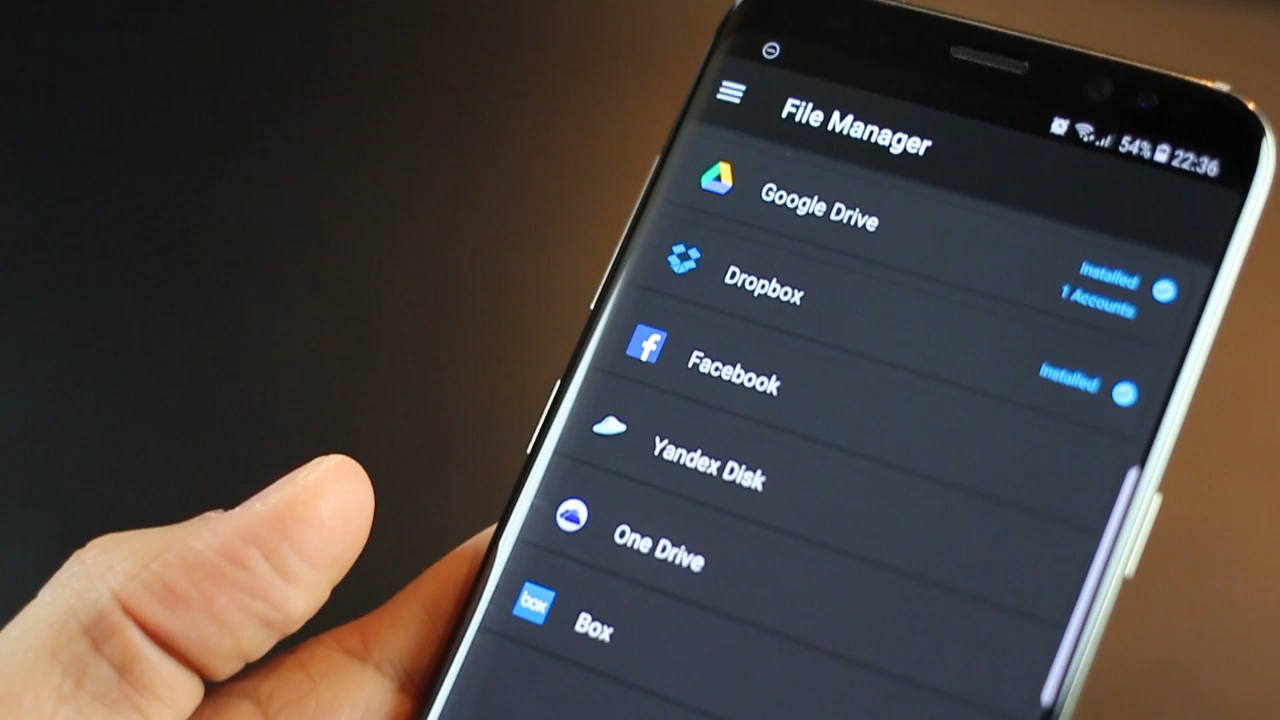 File Manager
54% 22:36
Google Drive
Installed
1 Accounts
Dropbox
Installed
f Facebook
Yandex Disk
One Drive
box Box